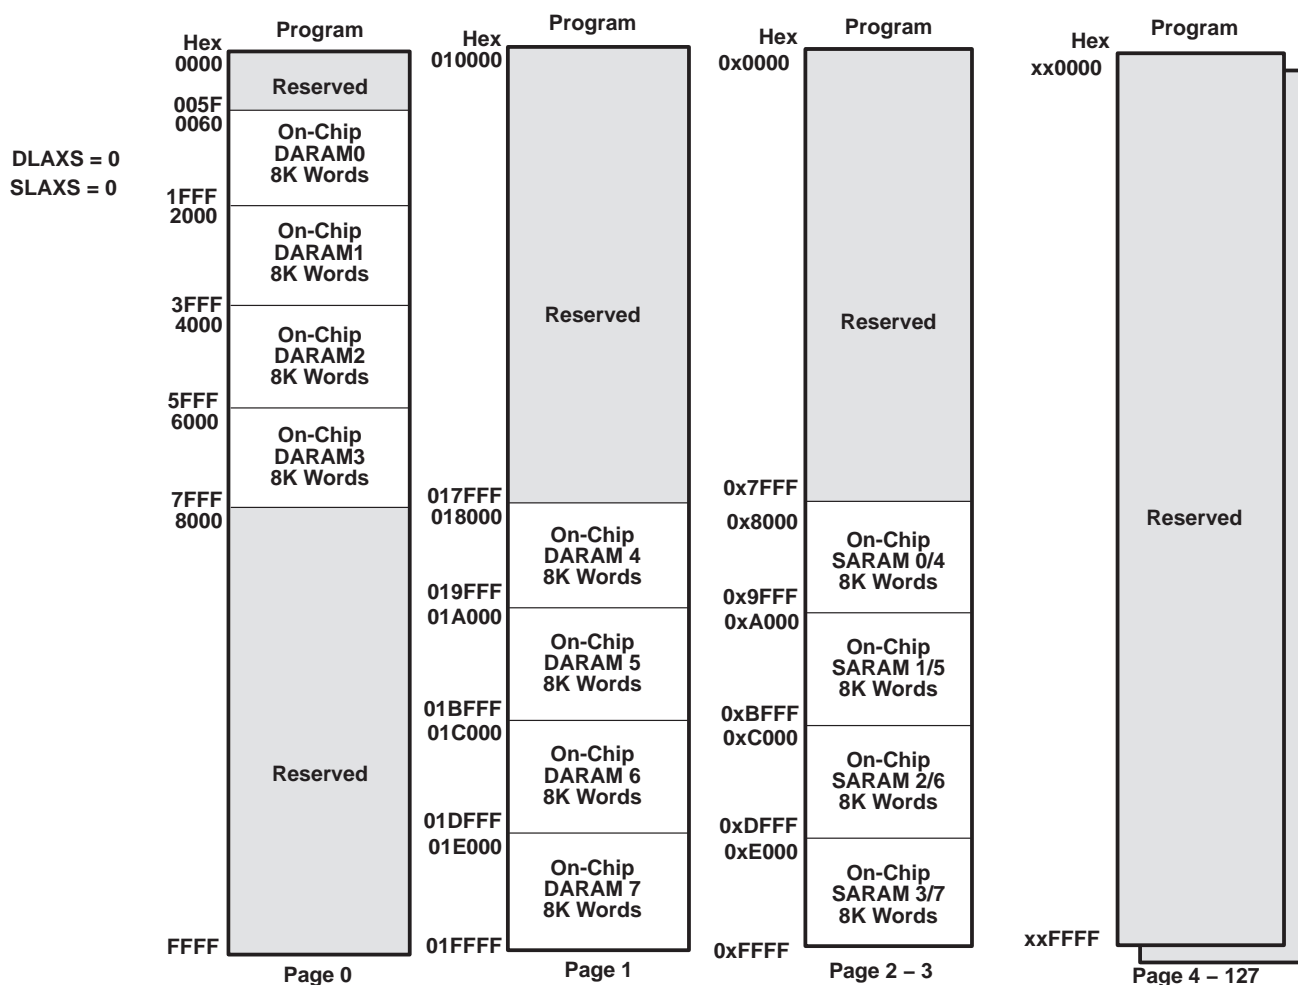 DLAXS = 0
SLAXS = 0
Program
Hex
0000
Reserved
005F
0060
On-Chip
DARAM0
8K Words
1FFF
2000
On-Chip
DARAM1
8K Words
3FFF
4000
On-Chip
DARAM2
8K Words
5FFF
6000
On-Chip
DARAM3
8K Words
7FFF
8000
Reserved
FFFF
Page 0
Program
Hex
010000
Reserved
017FFF
018000
On-Chip
DARAM 4
8K Words
019FFF
01A000
On-Chip
DARAM 5
8K Words
01BFFF
01C000
On-Chip
DARAM 6
8K Words
01DFFF
01E000
On-Chip
DARAM 7
8K Words
01FFFF
Page 1
Program
Hex
0x0000
Reserved
0x7FFF
0x8000
On-Chip
SARAM 0/4
8K Words
0x9FFF
0xA000
On-Chip
SARAM 1/5
8K Words
0xBFFF
0xC000
On-Chip
SARAM 2/6
8K Words
0xDFFF
0xE000
On-Chip
SARAM 3/7
8K Words
0xFFFF
Page 2 – 3
Program
Hex
xx0000
Reserved
xxFFFF
Page 4 – 127